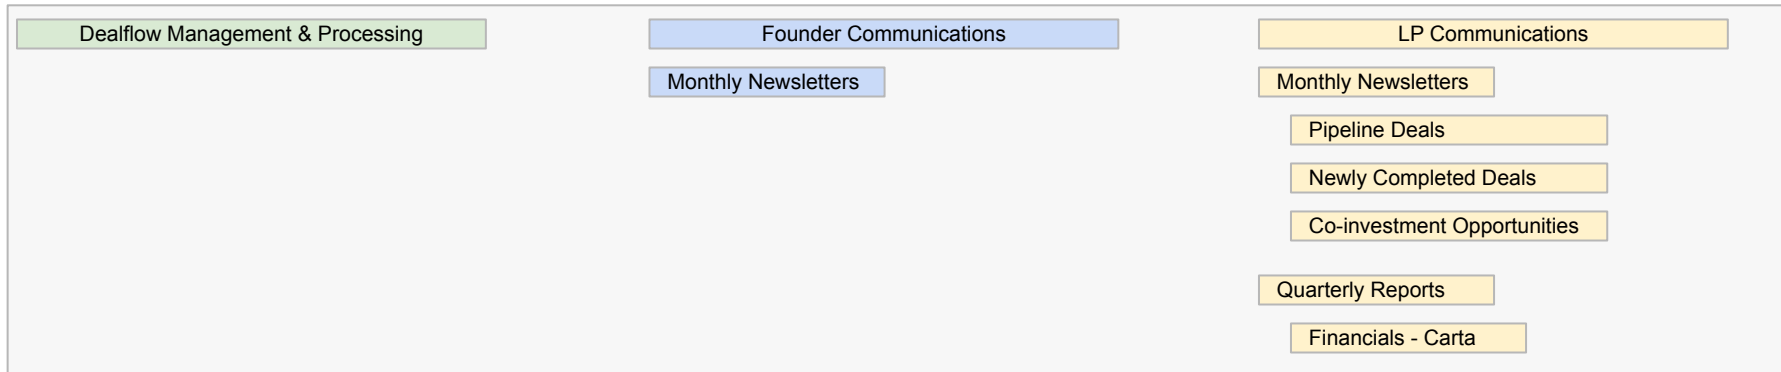 Dealflow Management & Processing
Founder Communications
Monthly Newsletters
LP Communications
Monthly Newsletters
Pipeline Deals
Newly Completed Deals
Co-investment Opportunities
Quarterly Reports
Financials - Carta